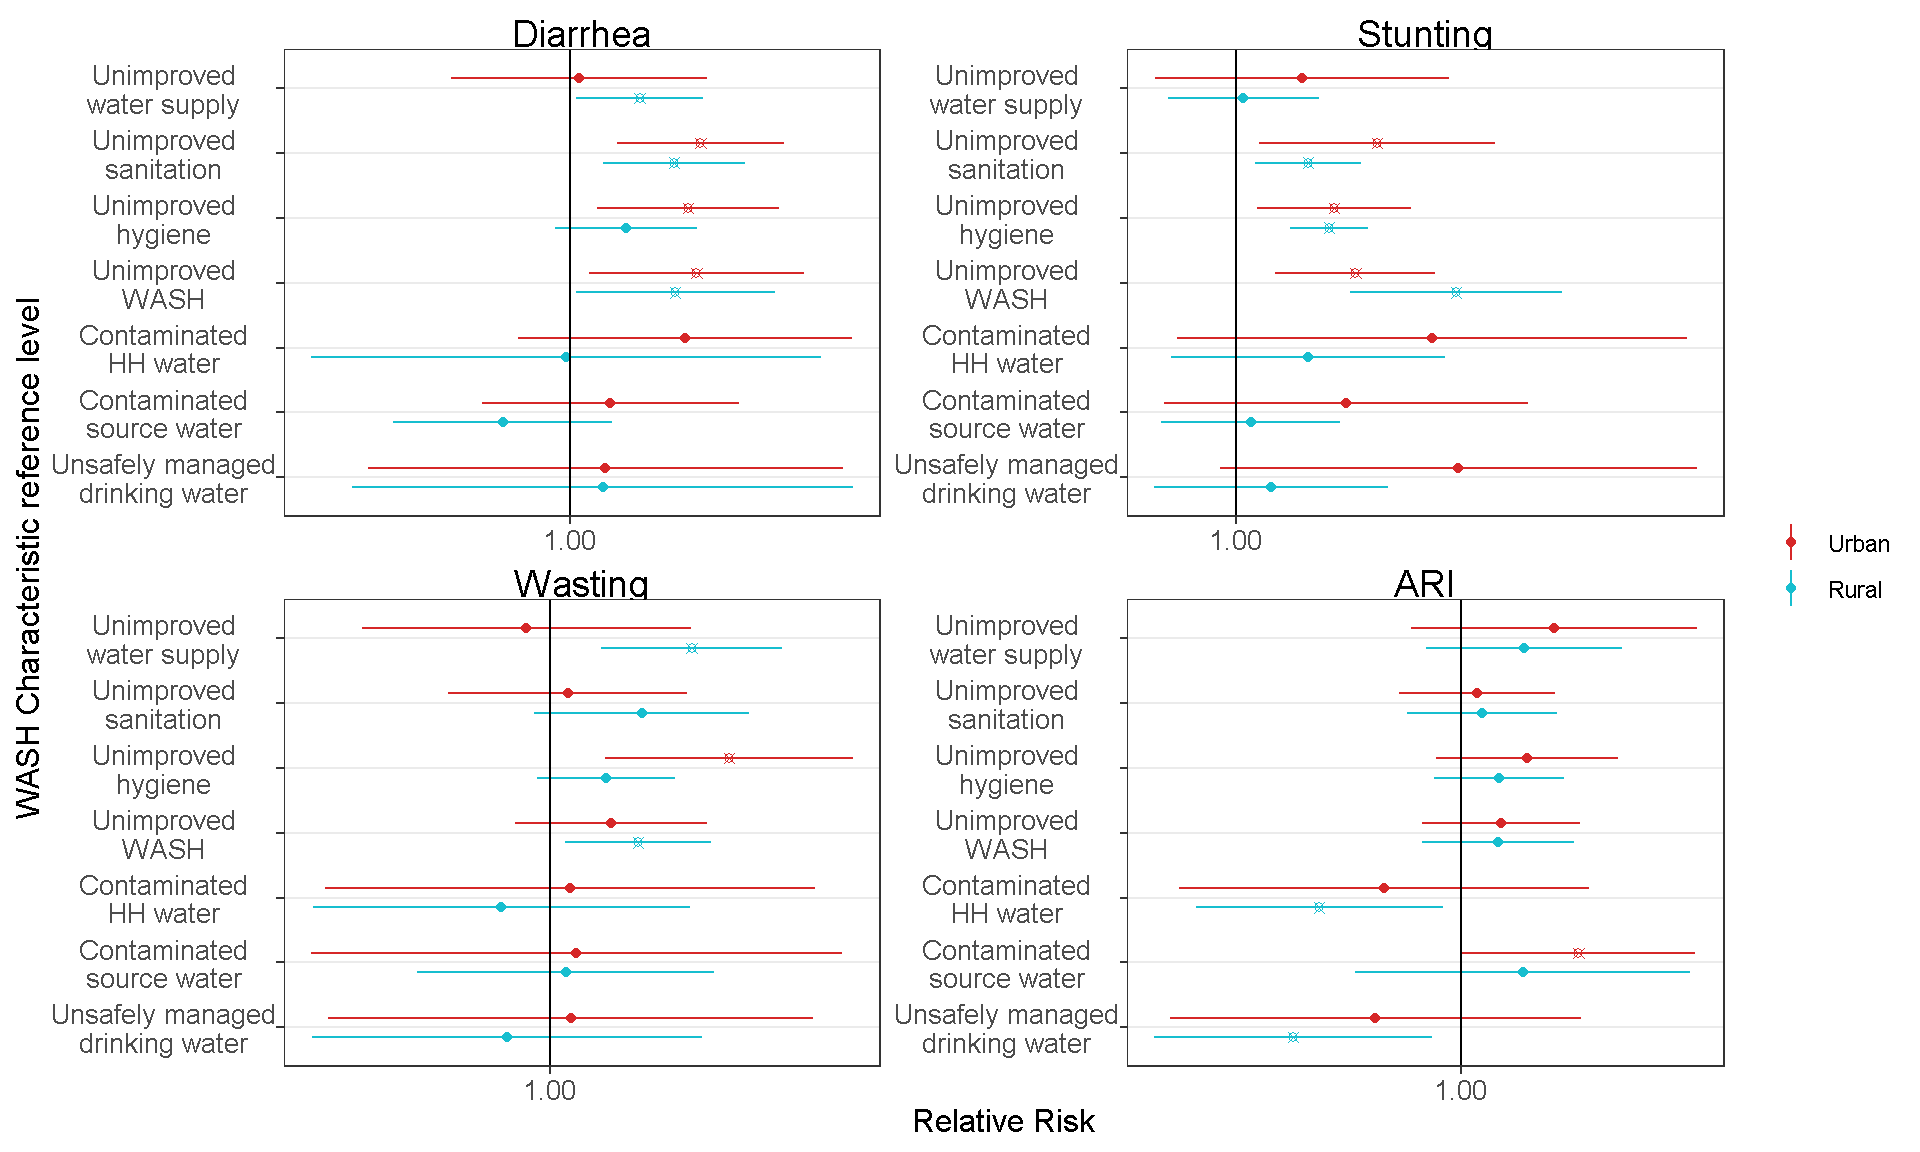 Diarrhea
Unimproved
water supply
Unimproved
sanitation
Unimproved
hygiene
Unimproved
WASH
Contaminated
HH water
Contaminated
source water
Unsafely managed
drinking water
1.00
Stunting
Unimproved
water supply
Unimproved
sanitation
Unimproved
hygiene
Unimproved
WASH
Contaminated
HH water
Contaminated
source water
Unsafely managed
drinking water
1.00
Wasting
Unimproved
water supply
Unimproved
sanitation
Unimproved
hygiene
Unimproved
WASH
Contaminated
HH water
Contaminated
source water
Unsafely managed
drinking water
1.00
ARI
Unimproved
water supply
Unimproved
sanitation
Unimproved
hygiene
Unimproved
WASH
Contaminated
HH water
Contaminated
source water
Unsafely managed
drinking water
1.00
WASH Characteristic reference level
Relative Risk
Urban
Rural